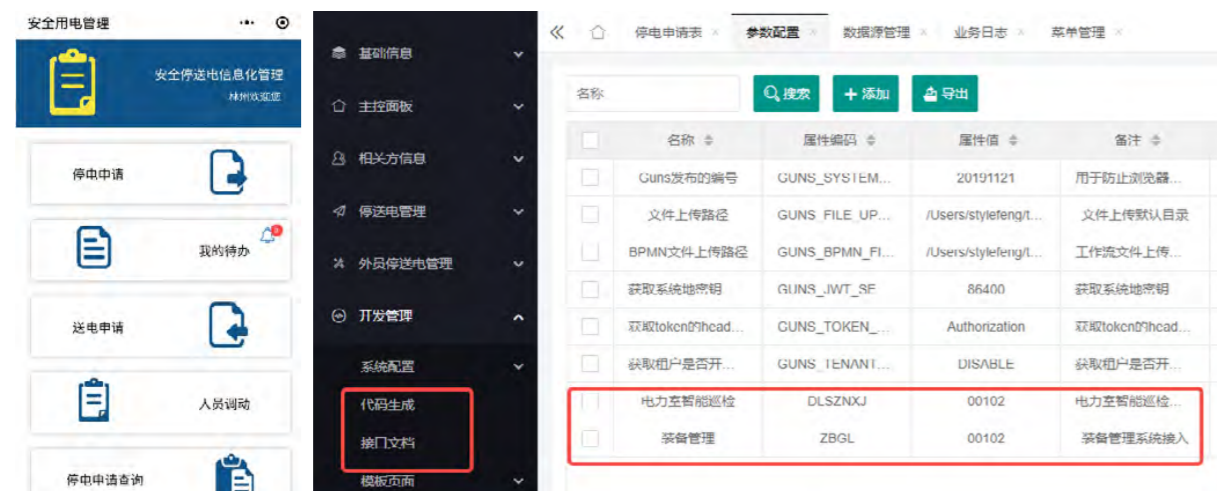 安全用电管理
安全停送电信息化管理
林州欢迎您
停电申请
我的待办
送电申请
人员调动
停电申请查询
基础信息
主控面板
相关方信息
停送电管理
外员停送电管理
开发管理
系统配置
代码生成
接口文档
模板页面
停电申请表 × 参数配置 × 数据源管理 × 业务日志 × 菜单管理 ×
名称 搜索 + 添加 导出
名称 属性编码 属性值 备注
Guns发布的编号 GUNS_SYSTEM... 20191121 用于防止浏览器...
文件上传路径 GUNS_FILE_UP... /Users/stylefeng/t... 文件上传默认目录
BPMN文件上传路径 GUNS_BPMN_FI... /Users/stylefeng/t... 工作流文件上传...
获取系统地密钥 GUNS_JWT_SE 86400 获取系统地密钥
获取token的head... GUNS_TOKEN_... Authorization 获取token的head...
获取租户是否开... GUNS_TENANT... DISABLE 获取租户是否开...
电力室智能巡检 DLSZNXJ 00102 电力室智能巡检...
装备管理 ZBGL 00102 装备管理系统接入